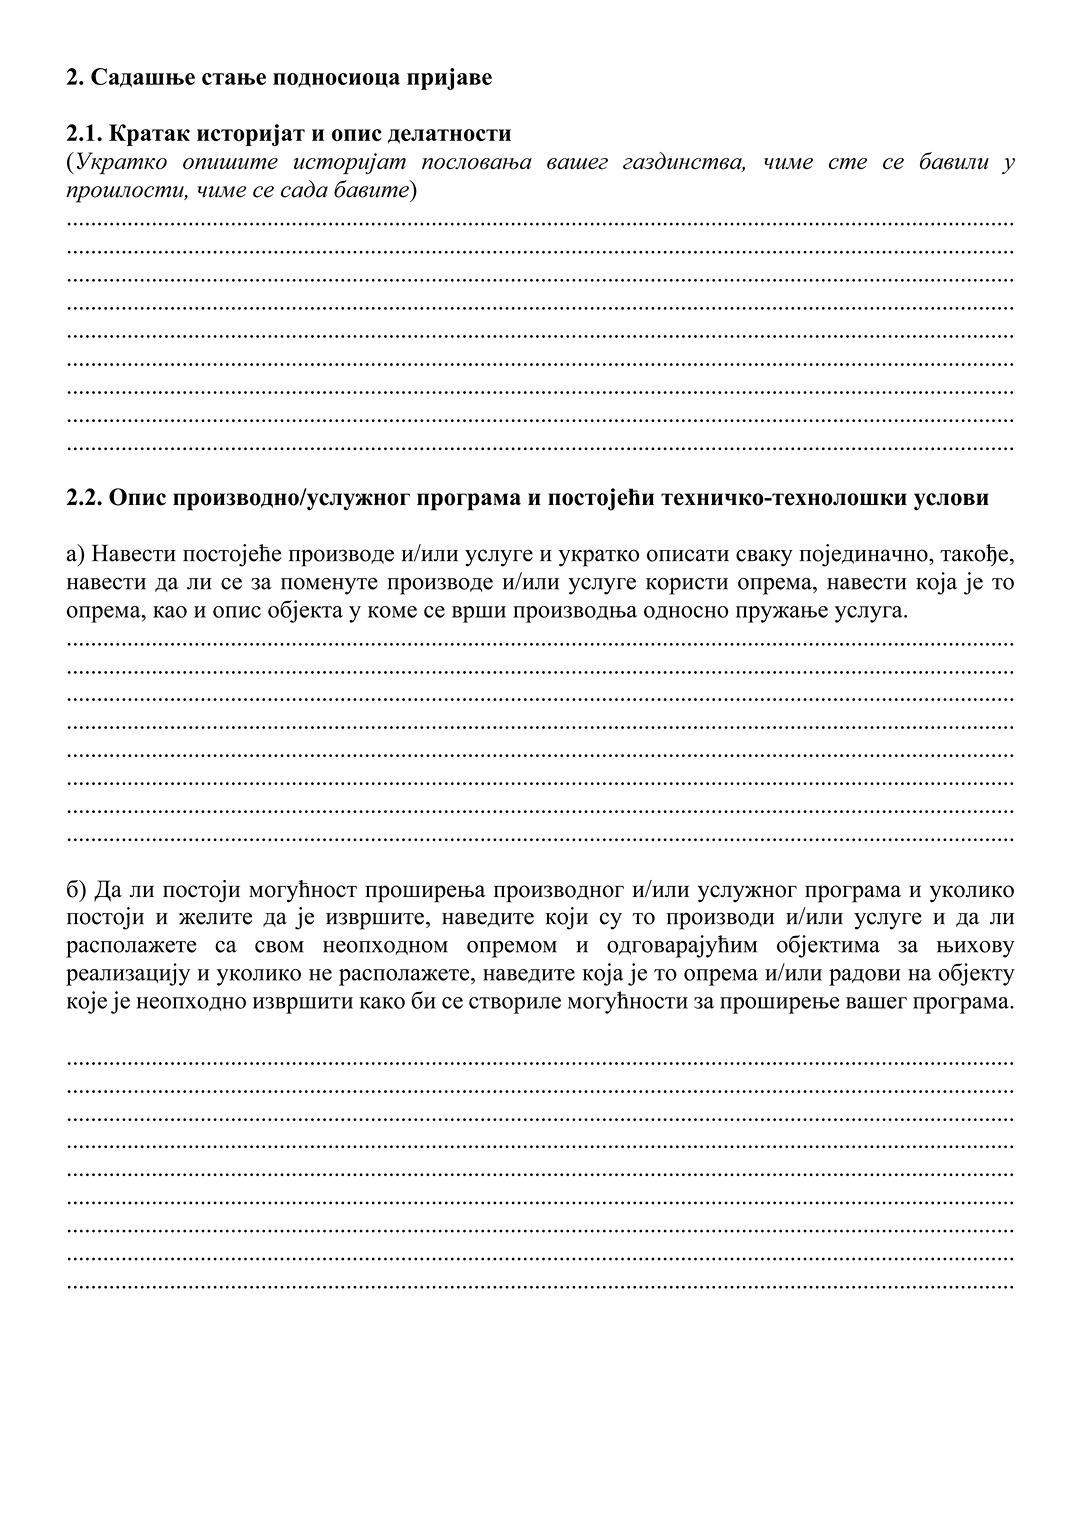 2. Садашње стање подносиоца пријаве
2.1. Кратак историјат и опис делатности
(Укратко опишите историјат пословања вашег газдинства, чиме сте се бавили у
прошлости, чиме се сада бавите)
2.2. Опис производно/услужног програма и постојећи техничко-технолошки услови
а) Навести постојеће производе и/или услуге и укратко описати сваку појединачно, такође,
навести да ли се за поменуте производе и/или услуге користи опрема, навести која је то
опрема, као и опис објекта у коме се врши производња односно пружање услуга.
б) Да ли постоји могућност проширења производног и/или услужног програма и уколико
постоји и желите да је извршите, наведите који су то производи и/или услуге и да ли
располажете са свом неопходном опремом и одговарајућим објектима за њихову
реализацију и уколико не располажете, наведите која је то опрема и/или радови на објекту
које је неопходно извршити како би се створиле могућности за проширење вашег програма.